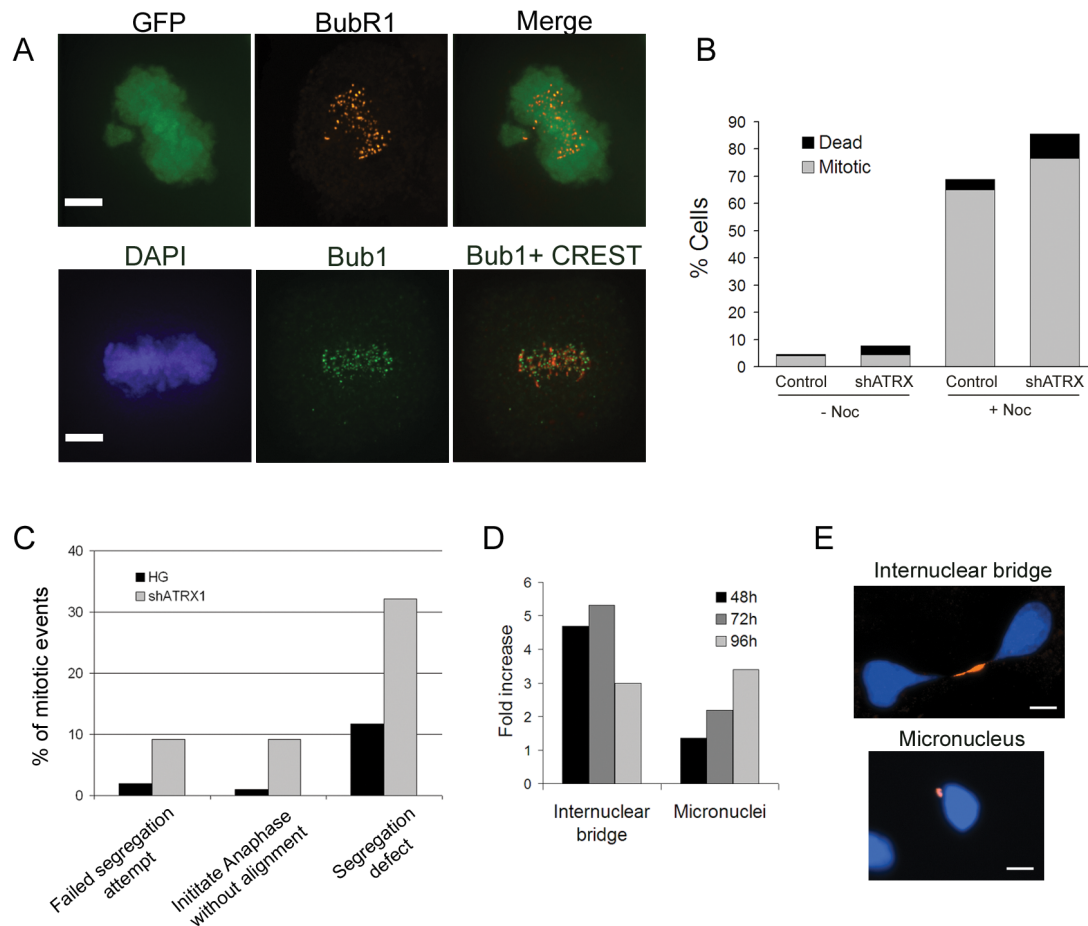 A
GFP
BubR1
Merge
DAPI
Bub1
Bub1+ CREST
B
90
80
70
60
50
40
30
20
10
0
% Cells
Dead
Mitotic
Control
shATRX
Control
shATRX
- Noc
+ Noc
C
40
30
20
10
0
% of mitotic events
HG
shATRX1
Failed segregation
attempt
Inititate Anaphase
without alignment
Segregation
defect
D
6
5
4
3
2
1
0
Fold increase
48h
72h
96h
Internuclear
bridge
Micronuclei
E
Internuclear bridge
Micronucleus